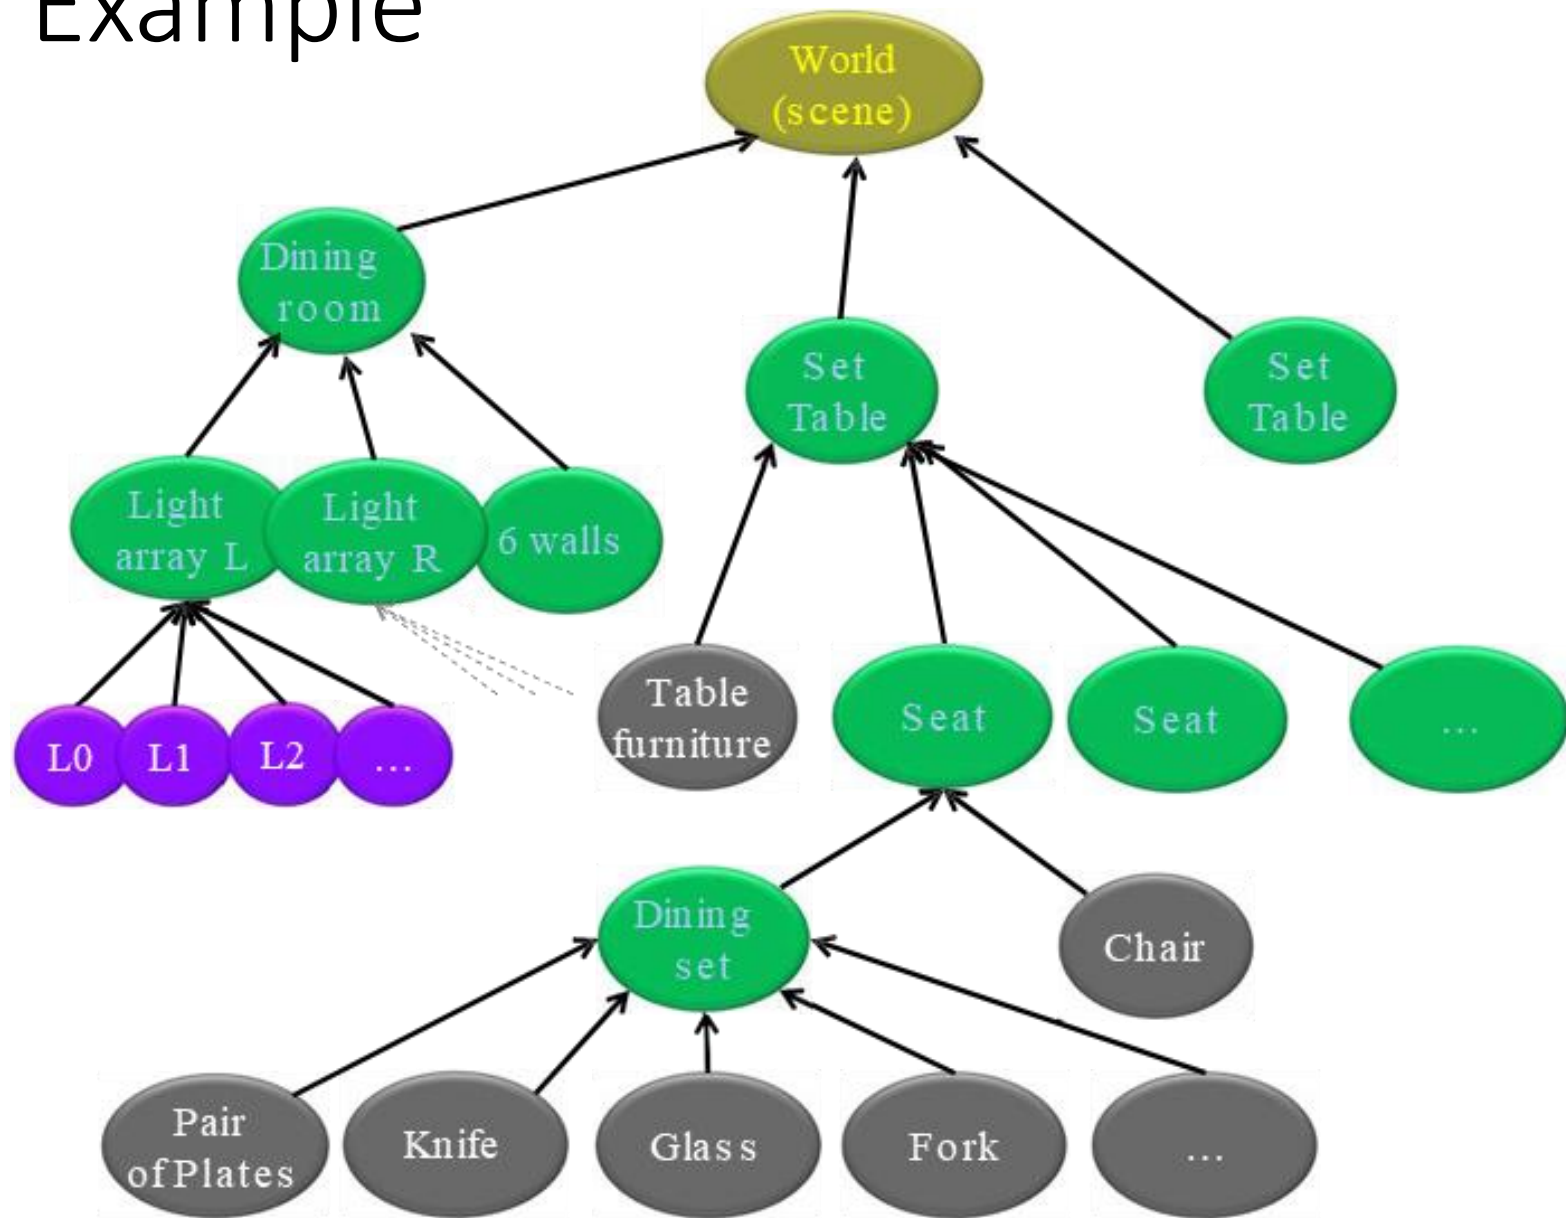 Example
World
(scene)
Dining
room
Set
Table
Set
Table
Light
array L
Light
array R
6 walls
L0
L1
L2
...
Table
furniture
Seat
Seat
...
Dining
set
Chair
Pair
of Plates
Knife
Glass
Fork
...